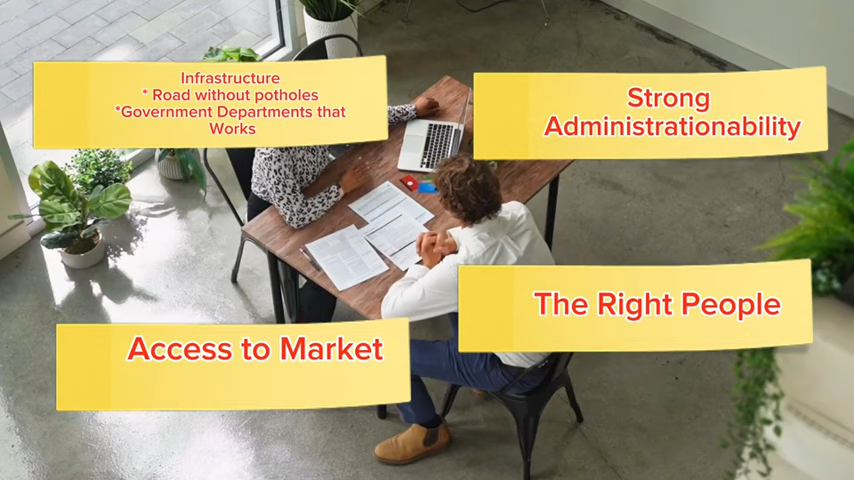 Infrastructure
* Road without potholes
*Government Departments that
Works
Strong
Administrationability
The Right People
Access to Market